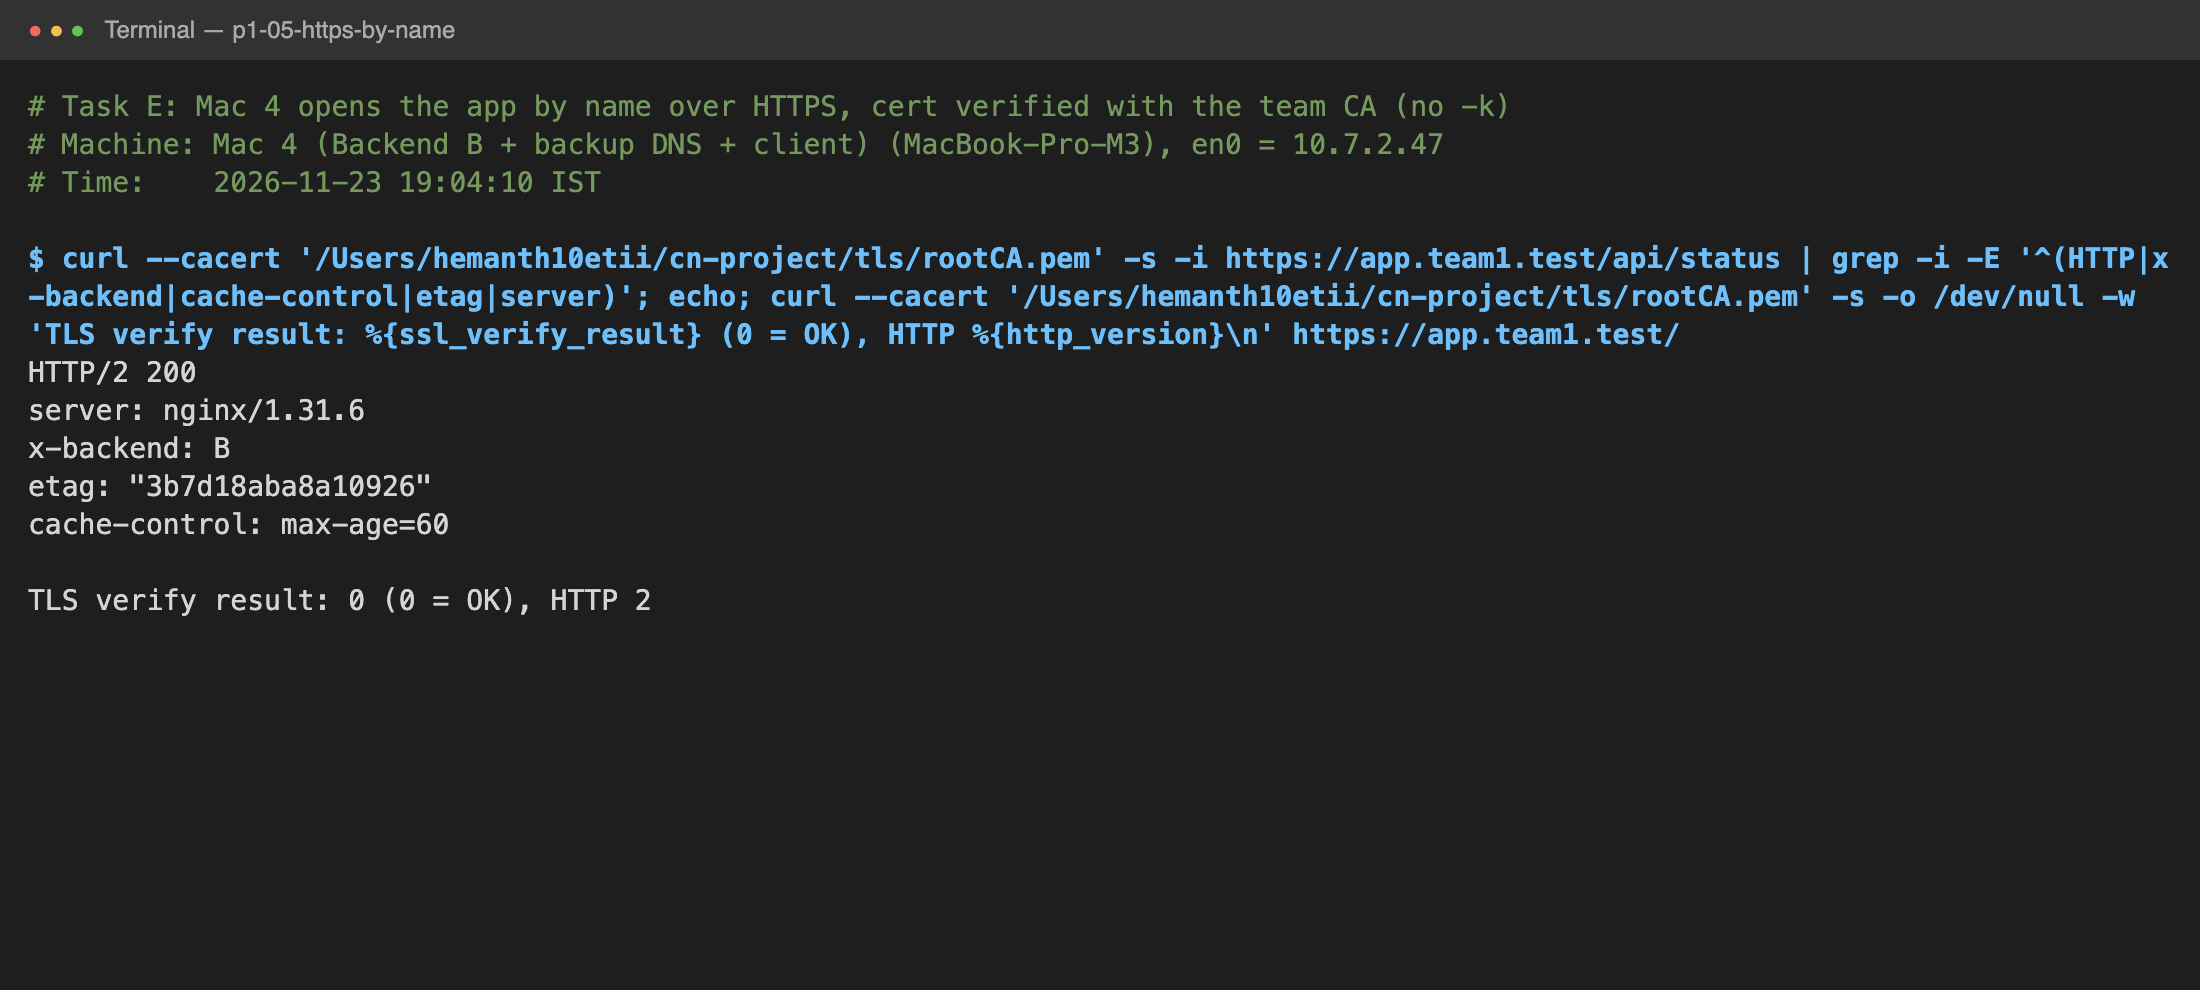 Terminal — p1-05-https-by-name
# Task E: Mac 4 opens the app by name over HTTPS, cert verified with the team CA (no -k)
# Machine: Mac 4 (Backend B + backup DNS + client) (MacBook-Pro-M3), en0 = 10.7.2.47
# Time:    2026-11-23 19:04:10 IST
$ curl --cacert '/Users/hemanth10etii/cn-project/tls/rootCA.pem' -s -i https://app.team1.test/api/status | grep -i -E '^(HTTP|x
-backend|cache-control|etag|server)'; echo; curl --cacert '/Users/hemanth10etii/cn-project/tls/rootCA.pem' -s -o /dev/null -w
'TLS verify result: %{ssl_verify_result} (0 = OK), HTTP %{http_version}\n' https://app.team1.test/
HTTP/2 200
server: nginx/1.31.6
x-backend: B
etag: "3b7d18aba8a10926"
cache-control: max-age=60
TLS verify result: 0 (0 = OK), HTTP 2